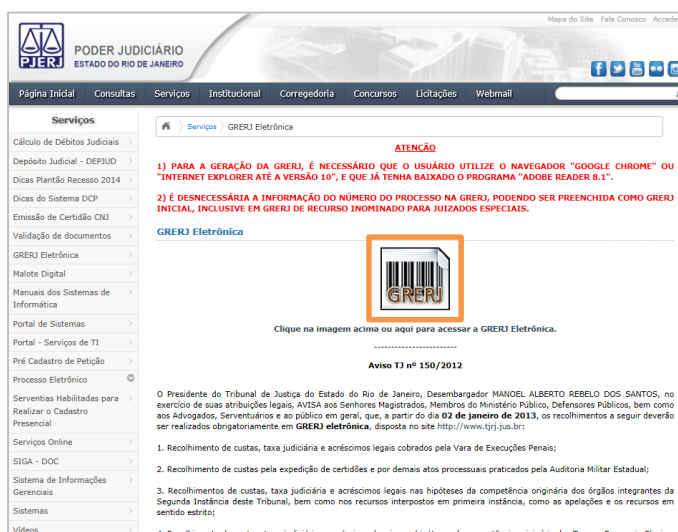 Mapa do Site Fale Conosco Accede
PJERJ
PODER JUDICIÁRIO
ESTADO DO RIO DE JANEIRO
Página Inicial Consultas Serviços Institucional Corregedoria Concursos Licitações Webmail
Serviços
Cálculo de Débitos Judiciais
Depósito Judicial - DEPJUD
Dicas Plantão Recesso 2014
Dicas do Sistema DCP
Emissão de Certidão CNJ
Validação de documentos
GRERJ Eletrônica
Malote Digital
Manuais dos Sistemas de
Informática
Portal de Sistemas
Portal - Serviços de TI
Pré Cadastro de Petição
Processo Eletrônico
Serventias Habilitadas para
Realizar o Cadastro
Presencial
Serviços Online
SIGA - DOC
Sistema de Informações
Gerenciais
Sistemas
Vídeos
Serviços GRERJ Eletrônica
ATENÇÃO
1) PARA A GERAÇÃO DA GRERJ, É NECESSÁRIO QUE O USUÁRIO UTILIZE O NAVEGADOR "GOOGLE CHROME" OU
"INTERNET EXPLORER ATÉ A VERSÃO 10", E QUE JÁ TENHA BAIXADO O PROGRAMA "ADOBE READER 8.1".
2) É DESNECESSÁRIA A INFORMAÇÃO DO NÚMERO DO PROCESSO NA GRERJ, PODENDO SER PREENCHIDA COMO GRERJ
INICIAL, INCLUSIVE EM GRERJ DE RECURSO INOMINADO PARA JUIZADOS ESPECIAIS.
GRERJ Eletrônica
GRERJ
Clique na imagem acima ou aqui para acessar a GRERJ Eletrônica.
------------------------
Aviso TJ nº 150/2012
O Presidente do Tribunal de Justiça do Estado do Rio de Janeiro, Desembargador MANOEL ALBERTO REBELO DOS SANTOS, no
exercício de suas atribuições legais, AVISA aos Senhores Magistrados, Membros do Ministério Público, Defensores Públicos, bem como
aos Advogados, Serventuários e ao público em geral, que, a partir do dia 02 de janeiro de 2013, os recolhimentos a seguir deverão
ser realizados obrigatoriamente em GRERJ eletrônica, disposta no site http://www.tjrj.jus.br:
1. Recolhimento de custas, taxa judiciária e acréscimos legais cobrados pela Vara de Execuções Penais;
2. Recolhimento de custas pela expedição de certidões e por demais atos processuais praticados pela Auditoria Militar Estadual;
3. Recolhimentos de custas, taxa judiciária e acréscimos legais nas hipóteses da competência originária dos órgãos integrantes da
Segunda Instância deste Tribunal, bem como nos recursos interpostos em primeira instância, como as apelações e os recursos em
sentido estrito;